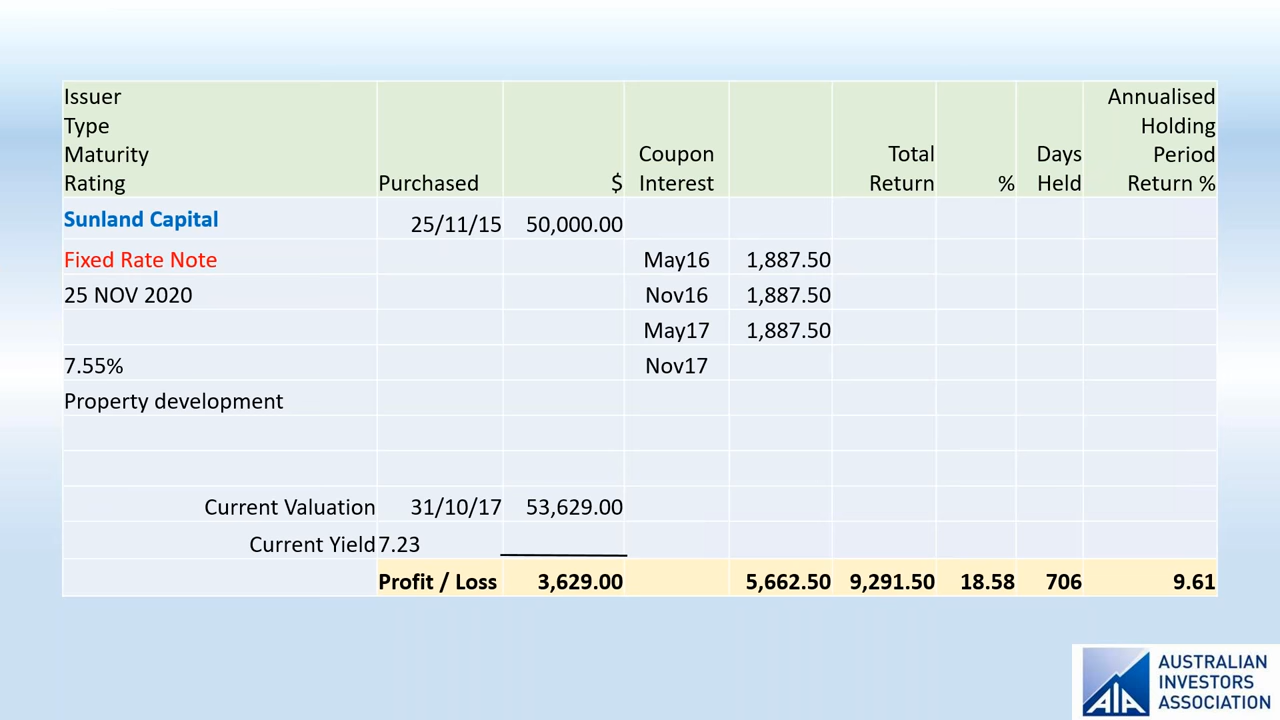 Issuer
Type
Maturity
Rating
Purchased
$
Coupon
Interest
Total
Return
%
Days
Held
Annualised
Holding
Period
Return %
Sunland Capital 25/11/15 50,000.00
Fixed Rate Note May16 1,887.50
25 NOV 2020 Nov16 1,887.50
May17 1,887.50
7.55% Nov17
Property development
Current Valuation 31/10/17 53,629.00
Current Yield 7.23
Profit / Loss 3,629.00 5,662.50 9,291.50 18.58 706 9.61
AIA
AUSTRALIAN
INVESTORS
ASSOCIATION